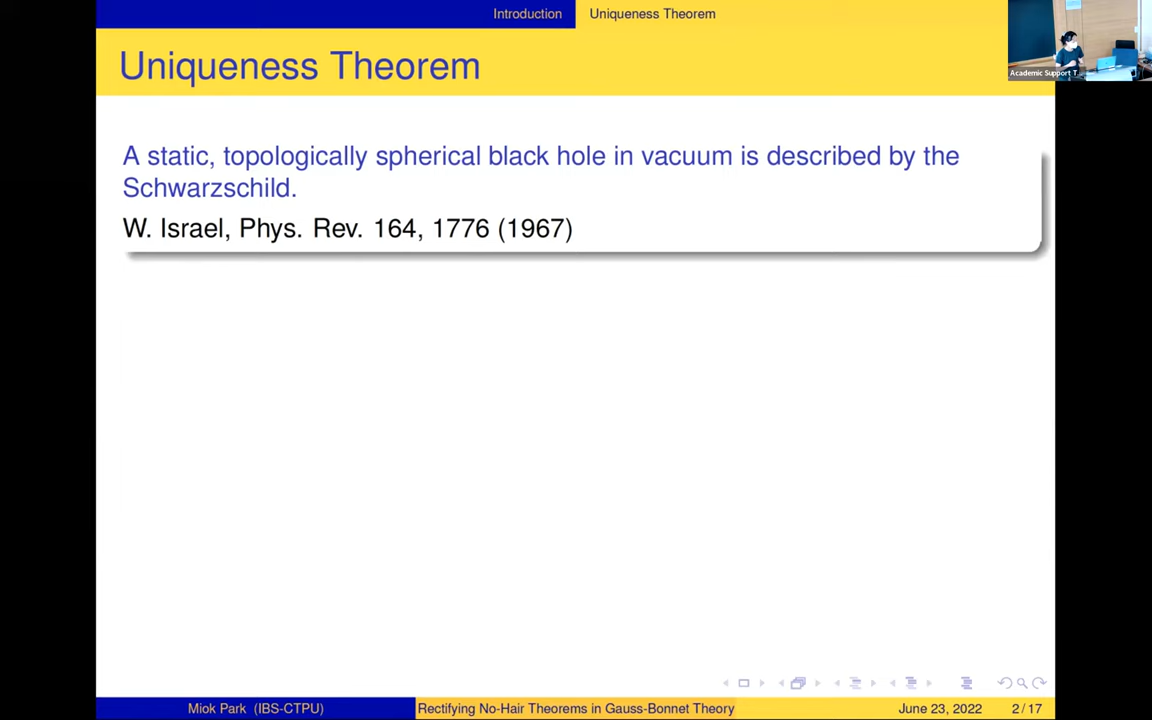 Introduction
Uniqueness Theorem
Uniqueness Theorem
Academic Support T...
A static, topologically spherical black hole in vacuum is described by the
Schwarzschild.
W. Israel, Phys. Rev. 164, 1776 (1967)
Miok Park (IBS-CTPU)
Rectifying No-Hair Theorems in Gauss-Bonnet Theory
June 23, 2022
2 / 17